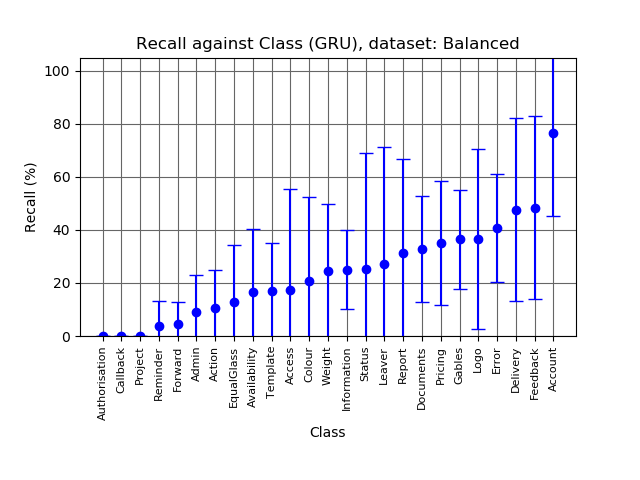 Recall against Class (GRU), dataset: Balanced
100
80
60
40
20
0
Recall (%)
Authorisation
Callback
Project
Reminder
Forward
Admin
Action
EqualGlass
Availability
Template
Access
Colour
Weight
Information
Status
Leaver
Report
Documents
Pricing
Gables
Logo
Error
Delivery
Feedback
Account
Class